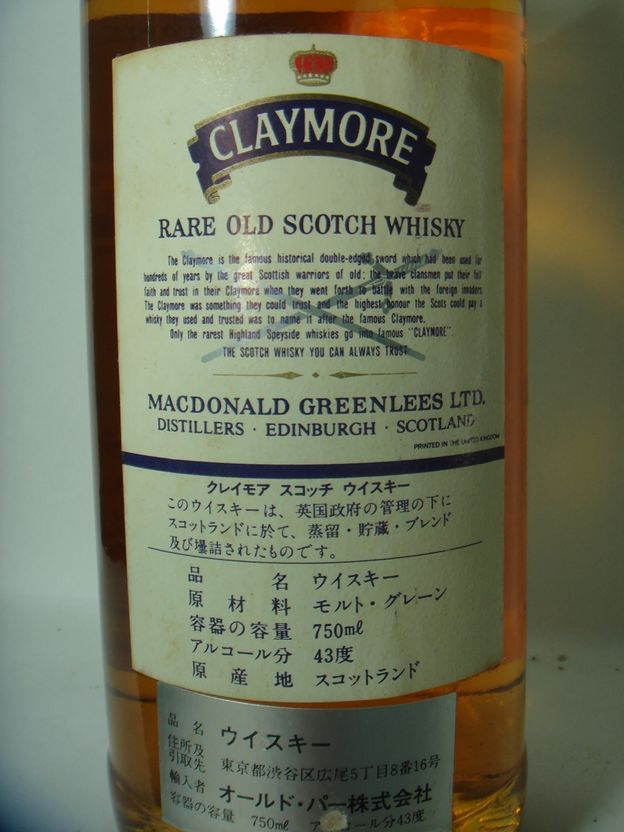 CLAYMORE
RARE OLD SCOTCH WHISKY
The Claymore is the famous historical double-edged sword which had been used for
hundreds of years by the great Scottish warriors of old; the brave clansmen put their full
faith and trust in their Claymore when they went forth to battle with the foreign invaders.
The Claymore was something they could trust and the highest honour the Scots could pay a
whisky they used and trusted was to name it after the famous Claymore.
Only the rarest Highland Speyside whiskies go into famous "CLAYMORE".
THE SCOTCH WHISKY YOU CAN ALWAYS TRUST
MACDONALD GREENLEES LTD.
DISTILLERS · EDINBURGH · SCOTLAND
PRINTED IN THE UNITED KINGDOM
クレイモア スコッチ ウイスキー
このウイスキーは、英国政府の管理の下に
スコットランドに於て、蒸留・貯蔵・ブレンド
及び壜詰されたものです。
品名 ウイスキー
原材料 モルト・グレーン
容器の容量 750ml
アルコール分 43度
原産地 スコットランド
品名 ウイスキー
住所及引取先 東京都渋谷区広尾5丁目8番16号
輸入者 オールド・パー株式会社
容器の容量 750ml アルコール分43度